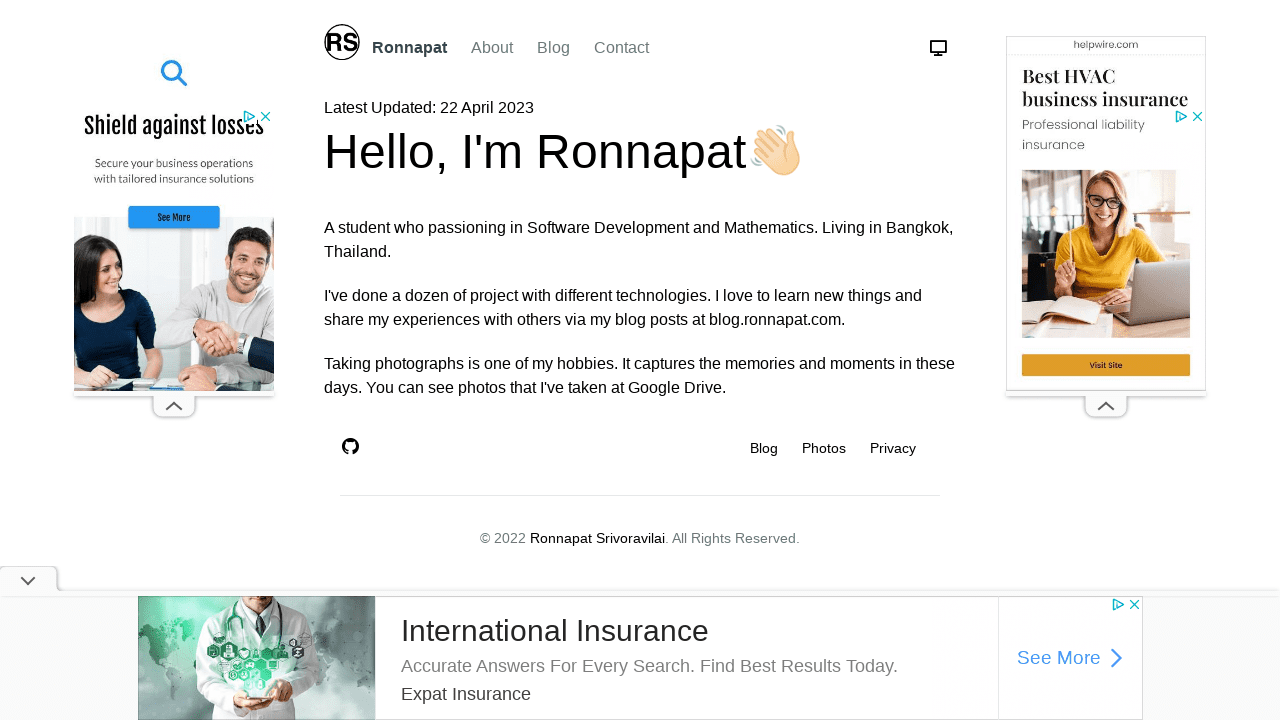 RS
Ronnapat About Blog Contact
Latest Updated: 22 April 2023
Hello, I'm Ronnapat👋🏼
A student who passioning in Software Development and Mathematics. Living in Bangkok,
Thailand.
I've done a dozen of project with different technologies. I love to learn new things and
share my experiences with others via my blog posts at blog.ronnapat.com.
Taking photographs is one of my hobbies. It captures the memories and moments in these
days. You can see photos that I've taken at Google Drive.
Blog Photos Privacy
© 2022 Ronnapat Srivoravilai. All Rights Reserved.
Shield against losses
Secure your business operations
with tailored insurance solutions
See More
helpwire.com
Best HVAC
business insurance
Professional liability
insurance
Visit Site
International Insurance
Accurate Answers For Every Search. Find Best Results Today.
Expat Insurance
See More